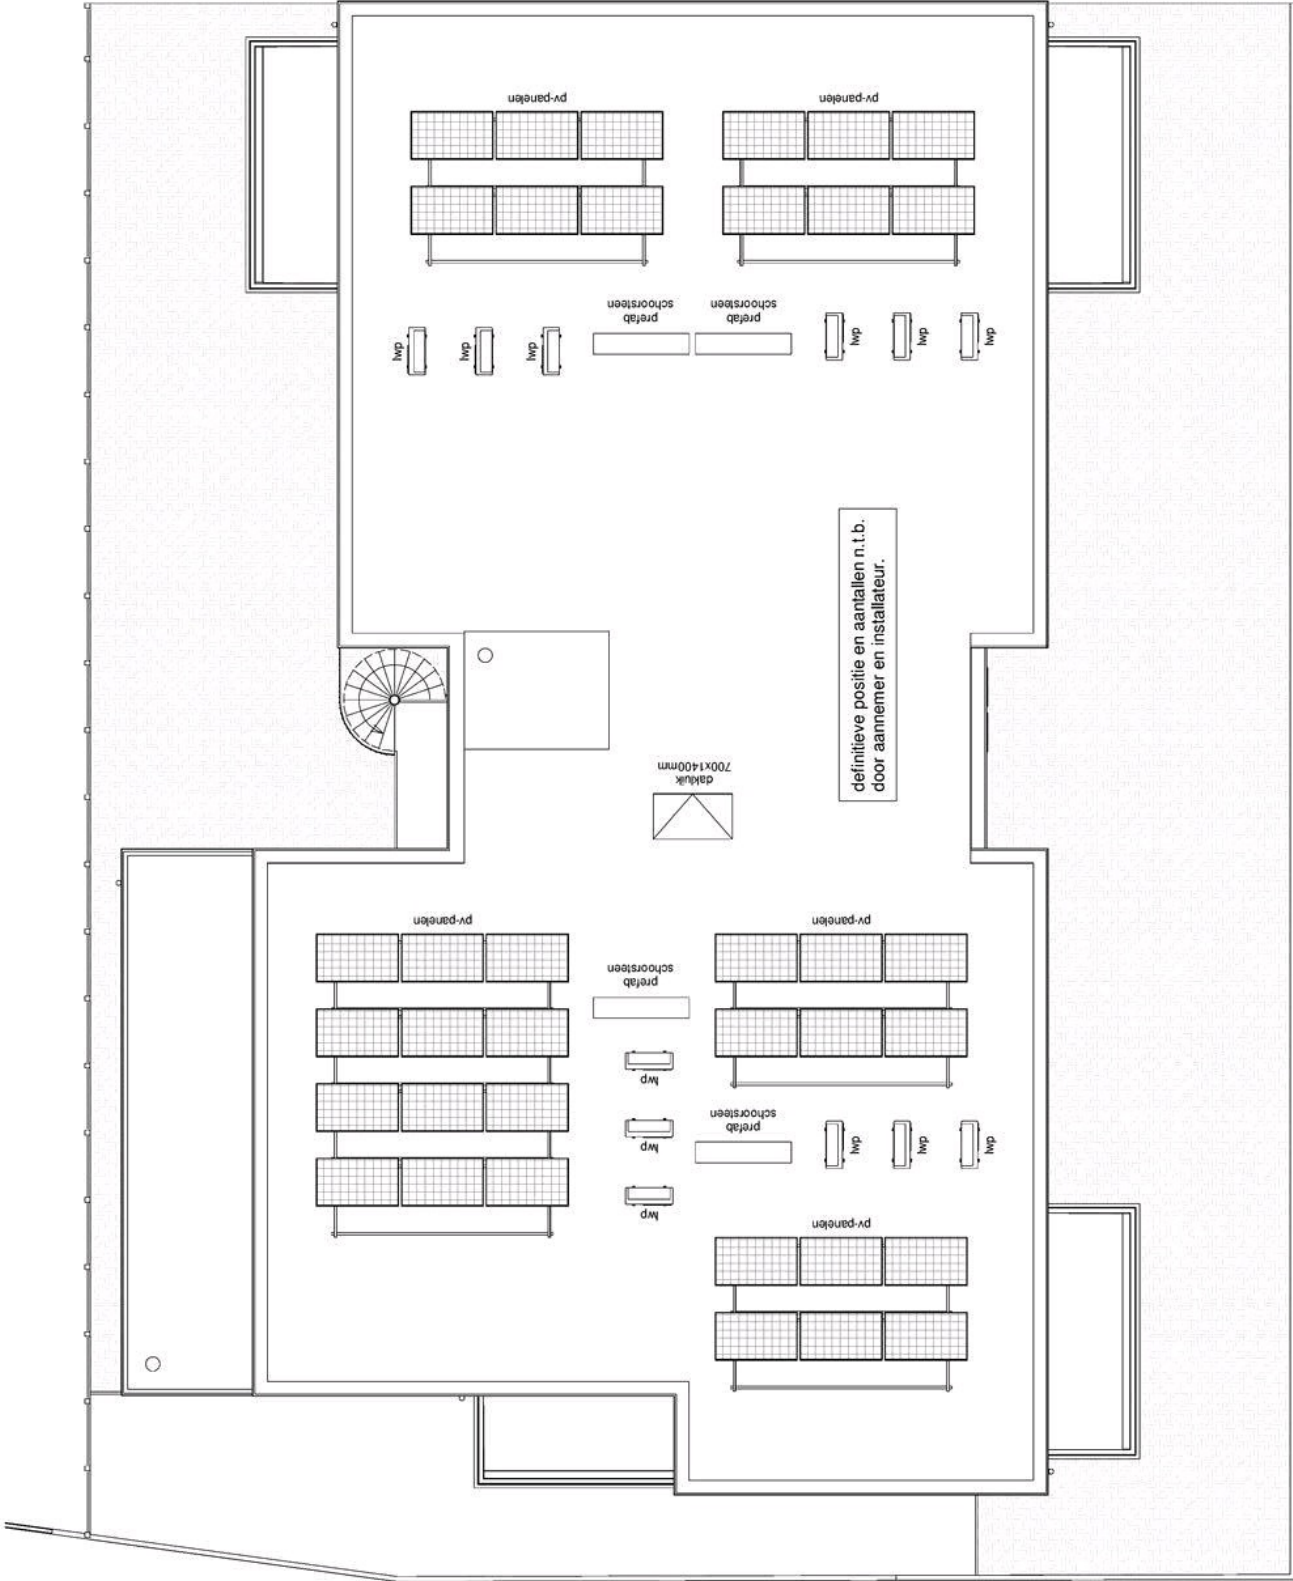 pv-panelen
pv-panelen
prefab
schoorsteen
prefab
schoorsteen
lwp
lwp
lwp
lwp
lwp
lwp
definitieve positie en aantallen n.t.b.
door aannemer en installateur.
dakluik
700x1400mm
pv-panelen
pv-panelen
prefab
schoorsteen
lwp
lwp
prefab
schoorsteen
lwp
lwp
lwp
lwp
pv-panelen